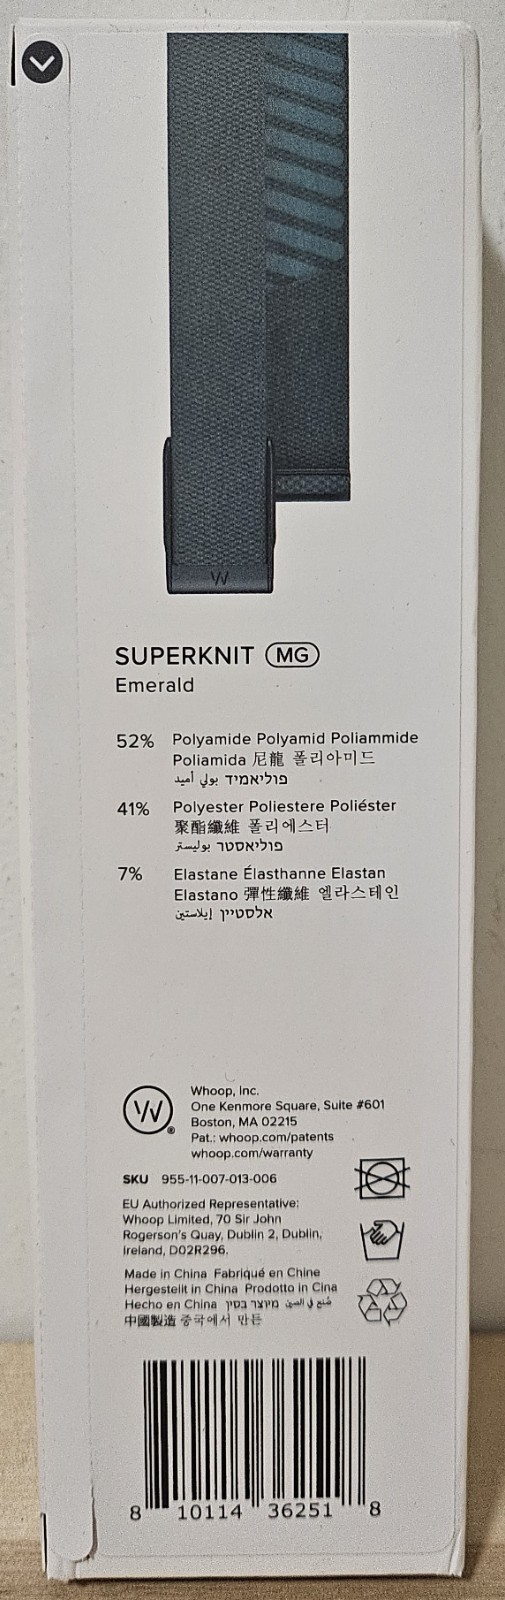 W
SUPERKNIT MG
Emerald
52% Polyamide Polyamid Poliammide
Poliamida 尼龍 폴리아미드
פוליאמיד بولي أميد
41% Polyester Poliestere Poliéster
聚酯纖維 폴리에스터
פוליאסטר بوليستر
7% Elastane Élasthanne Elastan
Elastano 彈性纖維 엘라스테인
אלסטיין إيلاستين
W®
Whoop, Inc.
One Kenmore Square, Suite #601
Boston, MA 02215
Pat.: whoop.com/patents
whoop.com/warranty
SKU 955-11-007-013-006
EU Authorized Representative:
Whoop Limited, 70 Sir John
Rogerson's Quay, Dublin 2, Dublin,
Ireland, D02R296.
Made in China Fabriqué en Chine
Hergestellt in China Prodotto in Cina
Hecho en China מיוצר בסין صُنع في الصين
中國製造 중국에서 만든
8 10114 36251 8